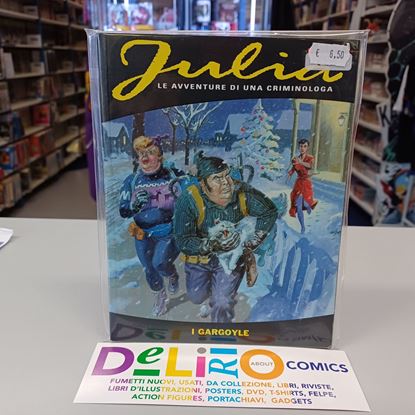 Julia
€ 6,50
LE AVVENTURE DI UNA CRIMINOLOGA
I GARGOYLE
DeLiRiO ABOUT COMICS
FUMETTI NUOVI, USATI, DA COLLEZIONE, LIBRI, RIVISTE,
LIBRI D'ILLUSTRAZIONI, POSTERS, DVD, T-SHIRTS, FELPE,
ACTION FIGURES, PORTACHIAVI, GADGETS